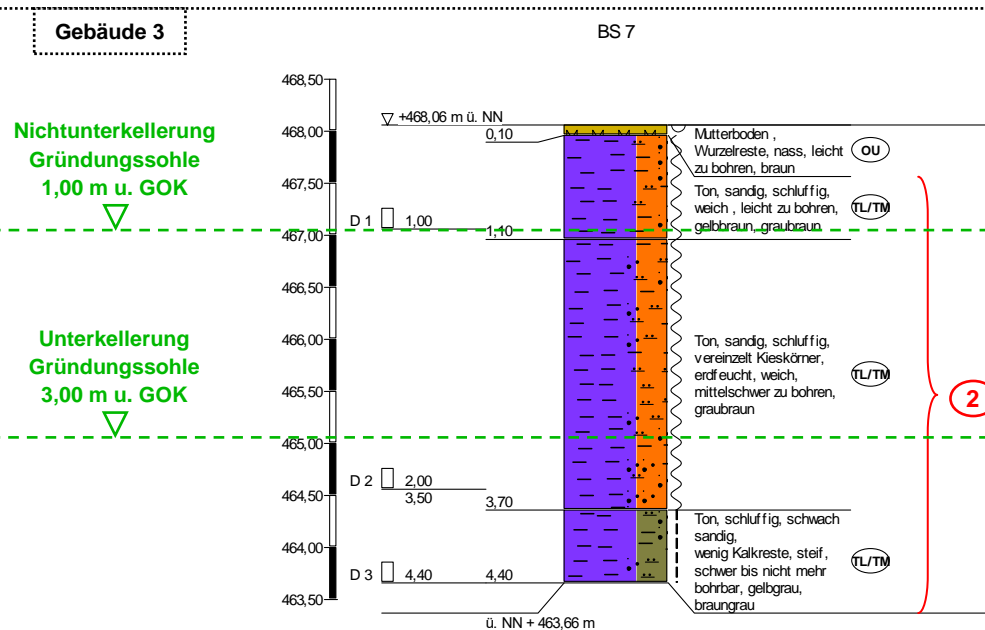 Gebäude 3
BS 7
Nichtunterkellerung
Gründungssohle
1,00 m u. GOK
Unterkellerung
Gründungssohle
3,00 m u. GOK
468,50
468,00
467,50
467,00
466,50
466,00
465,50
465,00
464,50
464,00
463,50
+468,06 m ü. NN
0,10
D 1 1,00
1,10
D 2 2,00
3,50
3,70
D 3 4,40
4,40
ü. NN + 463,66 m
Mutterboden ,
Wurzelreste, nass, leicht
zu bohren, braun
OU
Ton, sandig, schluffig,
weich , leicht zu bohren,
gelbbraun, graubraun
TL/TM
Ton, sandig, schluffig,
vereinzelt Kieskörner,
erdfeucht, weich,
mittelschwer zu bohren,
graubraun
TL/TM
Ton, schluffig, schwach
sandig,
wenig Kalkreste, steif,
schwer bis nicht mehr
bohrbar, gelbgrau,
braungrau
TL/TM
2